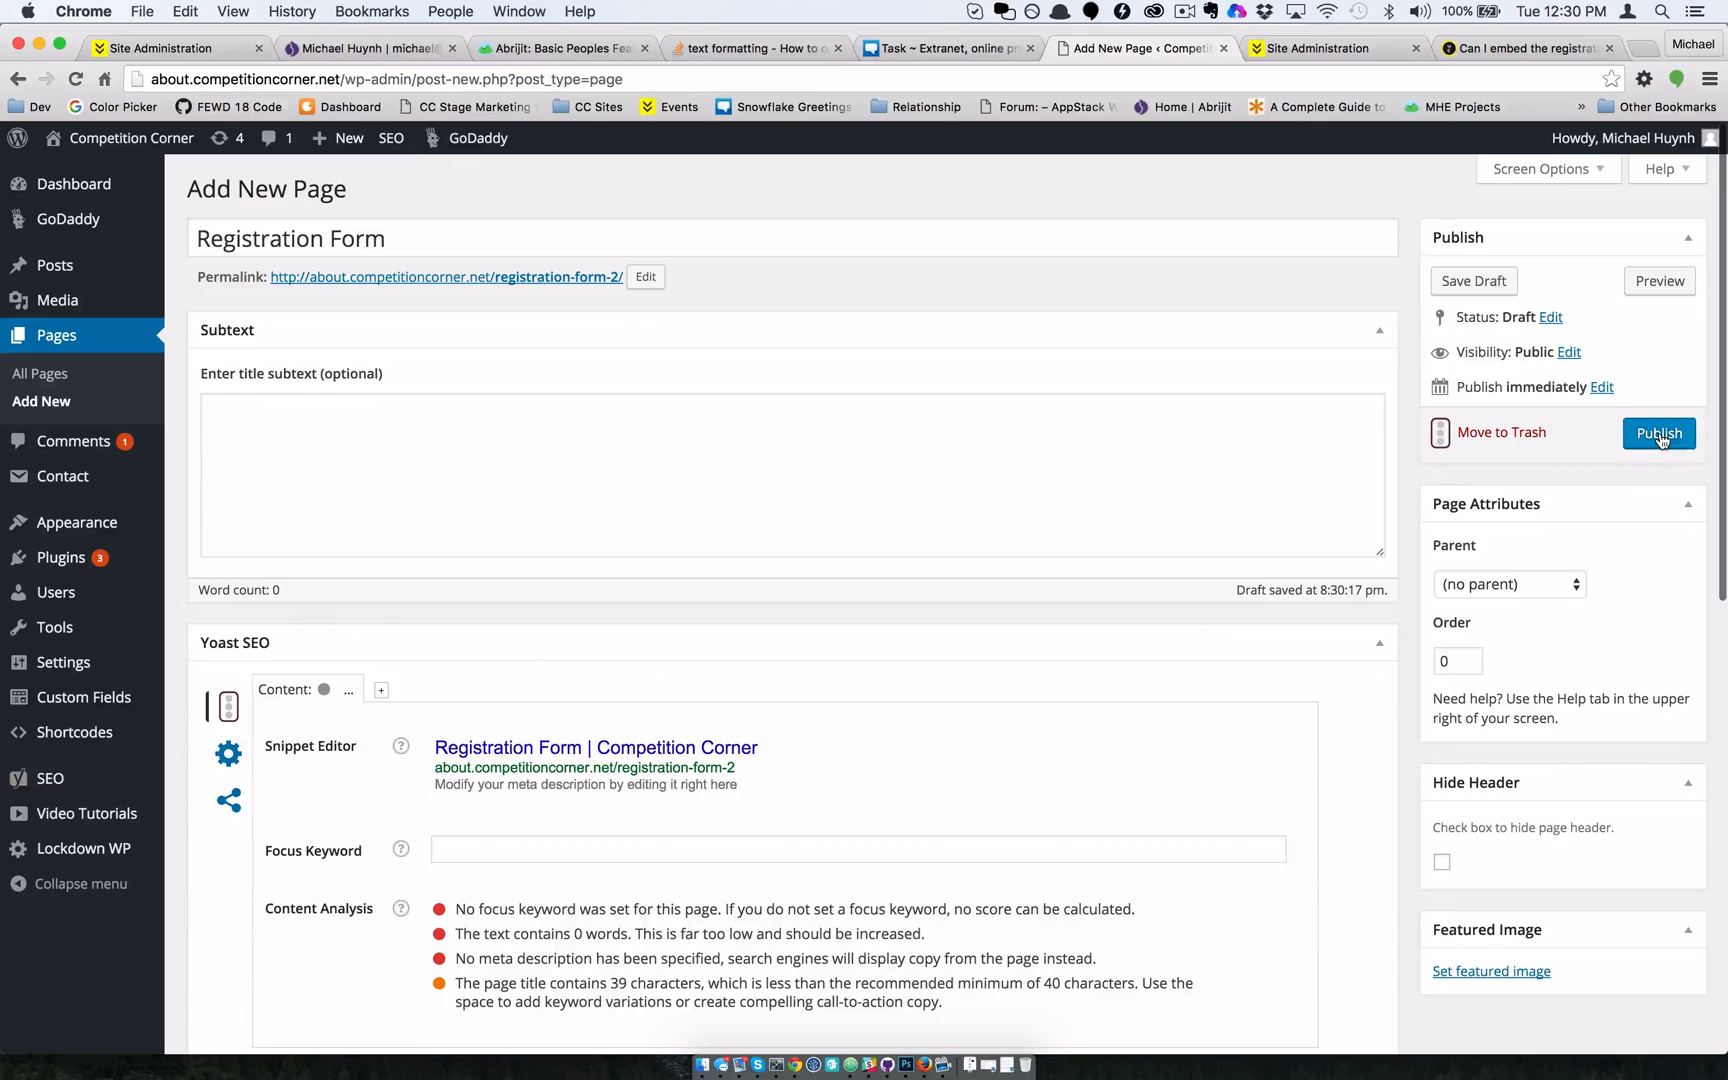 Chrome File Edit View History Bookmarks People Window Help 100% Tue 12:30 PM
Site Administration Michael Huynh | michael@ Abrijit: Basic Peoples Fea text formatting - How to Task ~ Extranet, online pr Add New Page ‹ Competit Site Administration Can I embed the registra Michael
about.competitioncorner.net/wp-admin/post-new.php?post_type=page
Dev Color Picker FEWD 18 Code Dashboard CC Stage Marketing CC Sites Events Snowflake Greetings Relationship Forum: – AppStack Home | Abrijit A Complete Guide to MHE Projects » Other Bookmarks
Competition Corner 4 1 New SEO GoDaddy Howdy, Michael Huynh
Screen Options Help
Dashboard
GoDaddy
Posts
Media
Pages
All Pages
Add New
Comments 1
Contact
Appearance
Plugins 3
Users
Tools
Settings
Custom Fields
Shortcodes
SEO
Video Tutorials
Lockdown WP
Collapse menu
Add New Page
Registration Form
Permalink: http://about.competitioncorner.net/registration-form-2/ Edit
Subtext
Enter title subtext (optional)
Word count: 0 Draft saved at 8:30:17 pm.
Yoast SEO
Content: ... +
Snippet Editor ? Registration Form | Competition Corner
about.competitioncorner.net/registration-form-2
Modify your meta description by editing it right here
Focus Keyword ?
Content Analysis ? No focus keyword was set for this page. If you do not set a focus keyword, no score can be calculated.
The text contains 0 words. This is far too low and should be increased.
No meta description has been specified, search engines will display copy from the page instead.
The page title contains 39 characters, which is less than the recommended minimum of 40 characters. Use the
space to add keyword variations or create compelling call-to-action copy.
Publish
Save Draft Preview
Status: Draft Edit
Visibility: Public Edit
Publish immediately Edit
Move to Trash Publish
Page Attributes
Parent
(no parent)
Order
0
Need help? Use the Help tab in the upper
right of your screen.
Hide Header
Check box to hide page header.
Featured Image
Set featured image